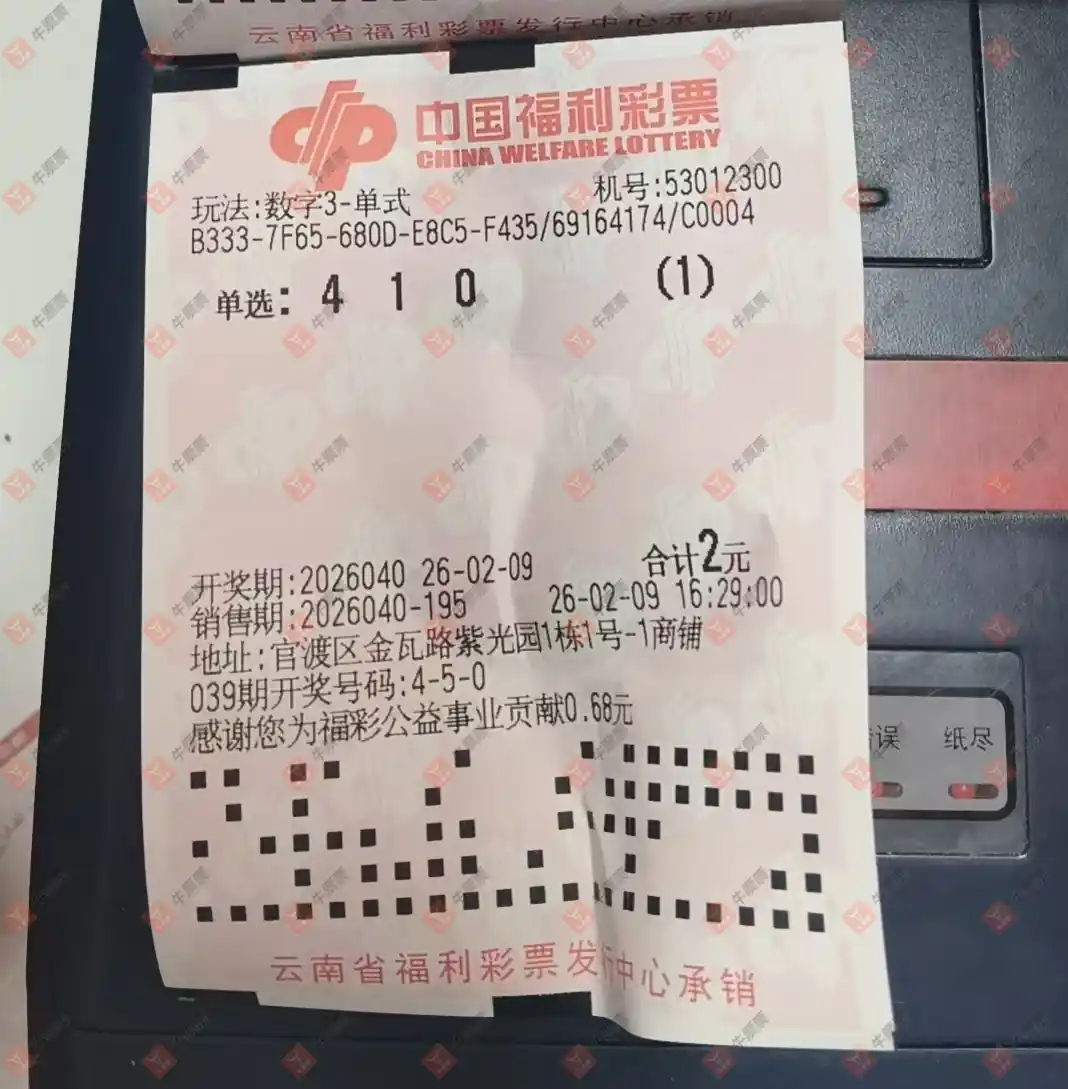 云南省福利彩票发行中心承销
中国福利彩票
CHINA WELFARE LOTTERY
玩法:数字3-单式 机号:53012300
B333-7F65-680D-E8C5-F435/69164174/C0004
单选: 4 1 0 (1)
开奖期:2026040 26-02-09 合计2元
销售期:2026040-195 26-02-09 16:29:00
地址:官渡区金瓦路紫光园1栋1号-1商铺
039期开奖号码:4-5-0
感谢您为福彩公益事业贡献0.68元
云南省福利彩票发行中心承销
误 纸尽
牛票票